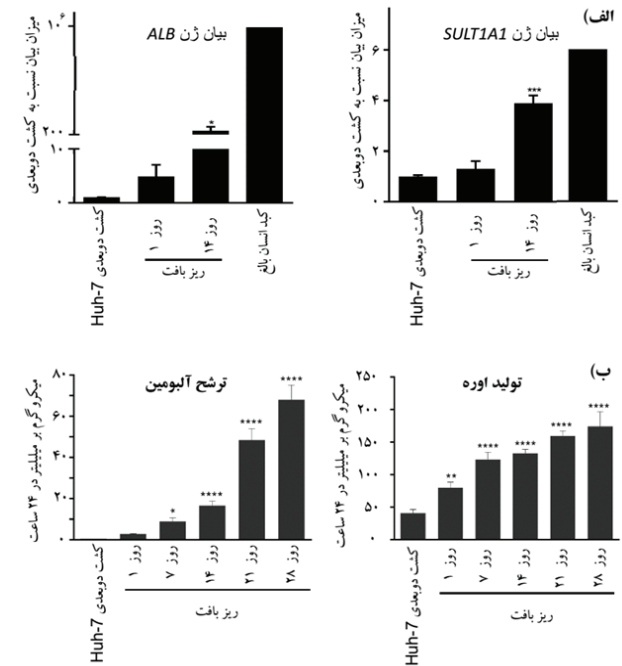 الف)
بیان ژن SULT1A1
میزان بیان نسبت به کشت دوبعدی
۶
۴
۲
۰
***
کشت دوبعدی Huh-7
روز ۱
روز ۱۴
ریز بافت
کبد انسان بالغ
بیان ژن ALB
میزان بیان نسبت به کشت دوبعدی
۱۰۶
۲۰۰
۱۰
۰
*
کشت دوبعدی Huh-7
روز ۱
روز ۱۴
ریز بافت
کبد انسان بالغ
ب)
تولید اوره
میکروگرم بر میلیلیتر در ۲۴ ساعت
۲۵۰
۲۰۰
۱۵۰
۱۰۰
۵۰
۰
**
****
****
****
****
کشت دوبعدی Huh-7
روز ۱
روز ۷
روز ۱۴
روز ۲۱
روز ۲۸
ریز بافت
ترشح آلبومین
میکروگرم بر میلیلیتر در ۲۴ ساعت
۸۰
۶۰
۴۰
۲۰
۰
*
****
****
****
کشت دوبعدی Huh-7
روز ۱
روز ۷
روز ۱۴
روز ۲۱
روز ۲۸
ریز بافت